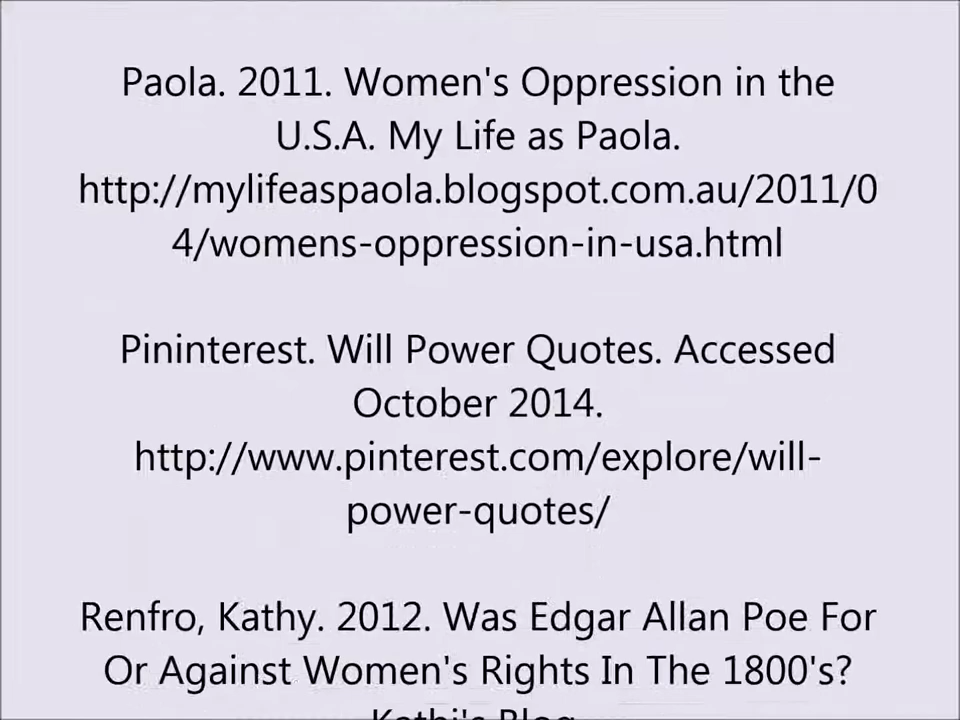 Paola. 2011. Women's Oppression in the
U.S.A. My Life as Paola.
http://mylifeaspaola.blogspot.com.au/2011/0
4/womens-oppression-in-usa.html
Pininterest. Will Power Quotes. Accessed
October 2014.
http://www.pinterest.com/explore/will-
power-quotes/
Renfro, Kathy. 2012. Was Edgar Allan Poe For
Or Against Women's Rights In The 1800's?
Kathi's Blog.